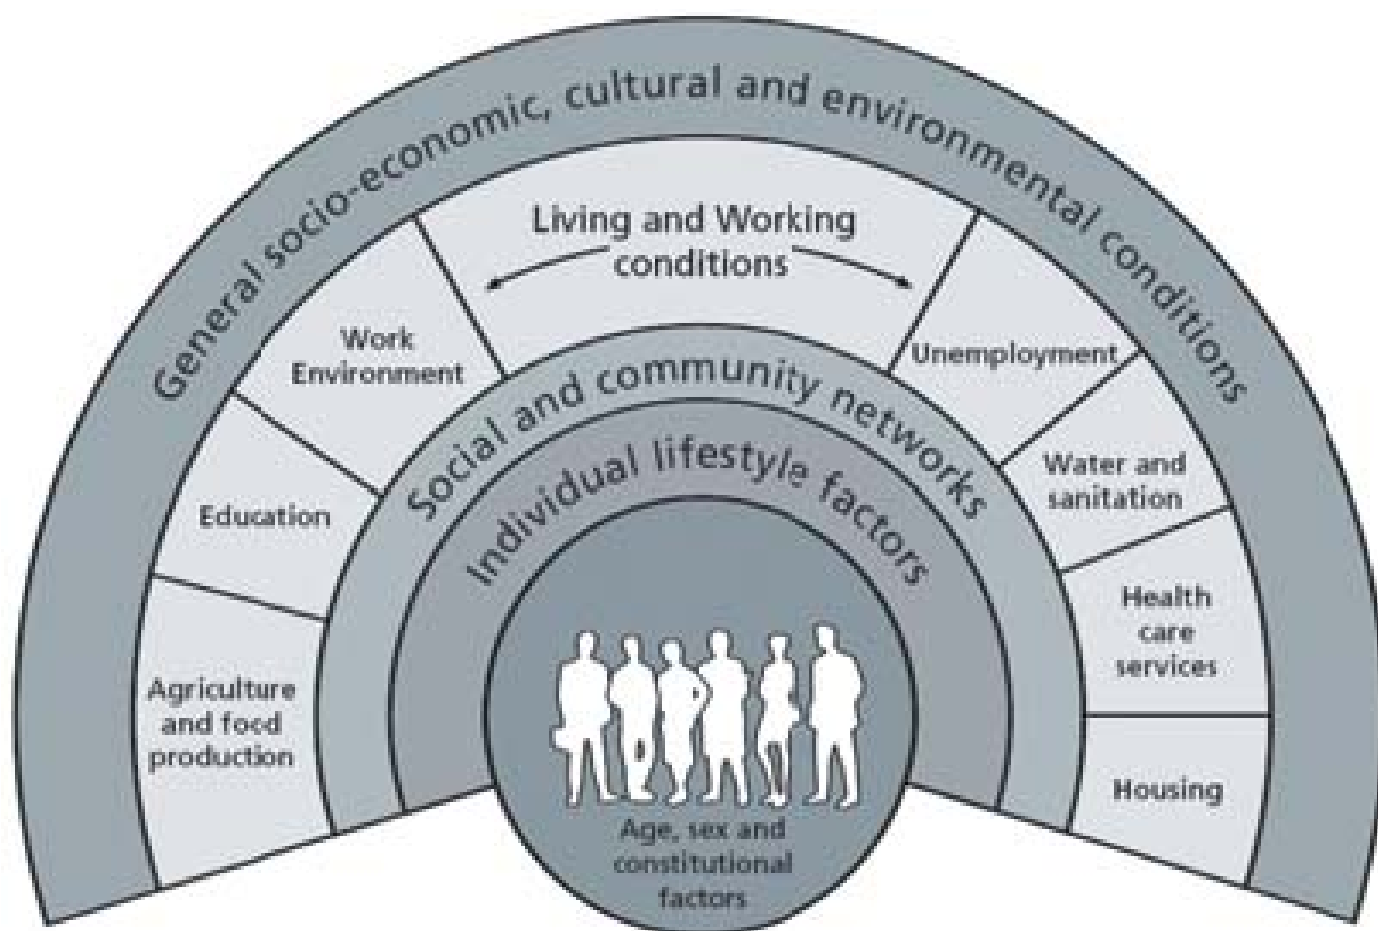 General socio-economic, cultural and environmental conditions
Living and Working
conditions
Work
Environment
Unemployment
Education
Water and
sanitation
Agriculture
and food
production
Health
care
services
Housing
Social and community networks
Individual lifestyle factors
Age, sex and
constitutional
factors